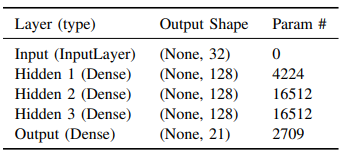 Layer (type) Output Shape Param #
Input (InputLayer) (None, 32) 0
Hidden 1 (Dense) (None, 128) 4224
Hidden 2 (Dense) (None, 128) 16512
Hidden 3 (Dense) (None, 128) 16512
Output (Dense) (None, 21) 2709